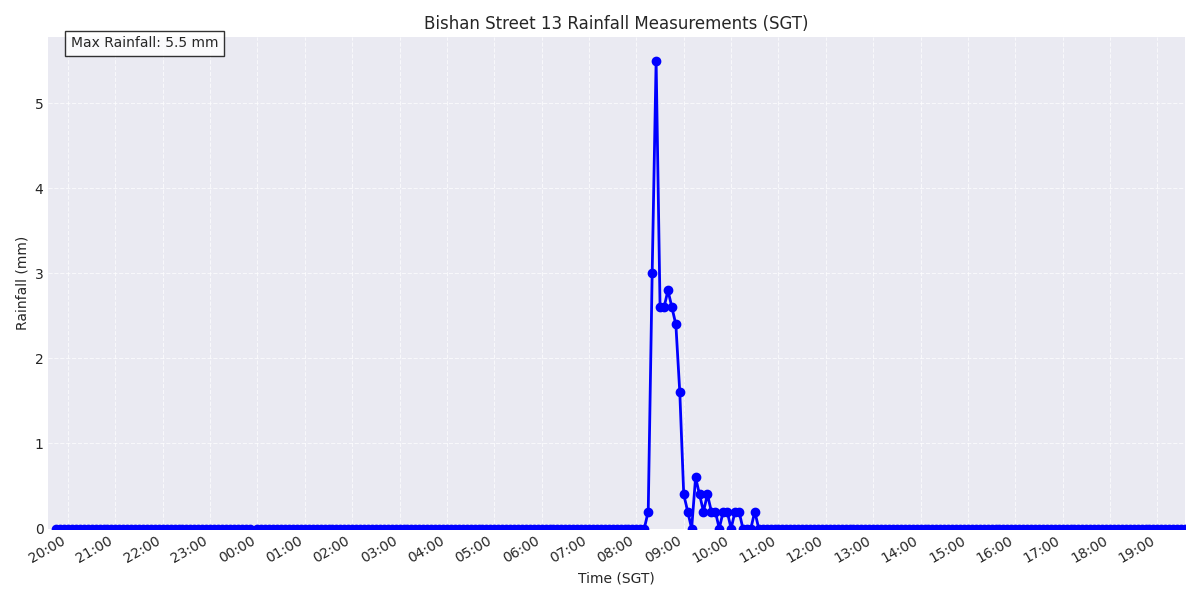 Bishan Street 13 Rainfall Measurements (SGT)
Max Rainfall: 5.5 mm
Rainfall (mm)
5
4
3
2
1
0
20:00 21:00 22:00 23:00 00:00 01:00 02:00 03:00 04:00 05:00 06:00 07:00 08:00 09:00 10:00 11:00 12:00 13:00 14:00 15:00 16:00 17:00 18:00 19:00
Time (SGT)